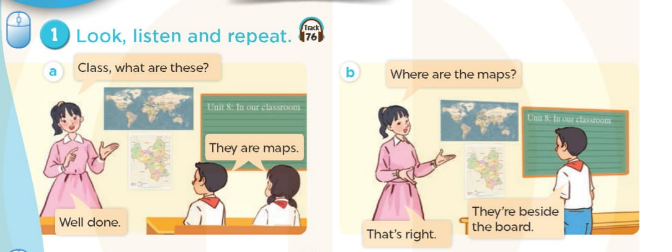 1 Look, listen and repeat.
Track
76
a
Class, what are these?
Unit 8: In our classroom
They are maps.
Well done.
b
Where are the maps?
Unit 8: In our classroom
They're beside
the board.
That's right.